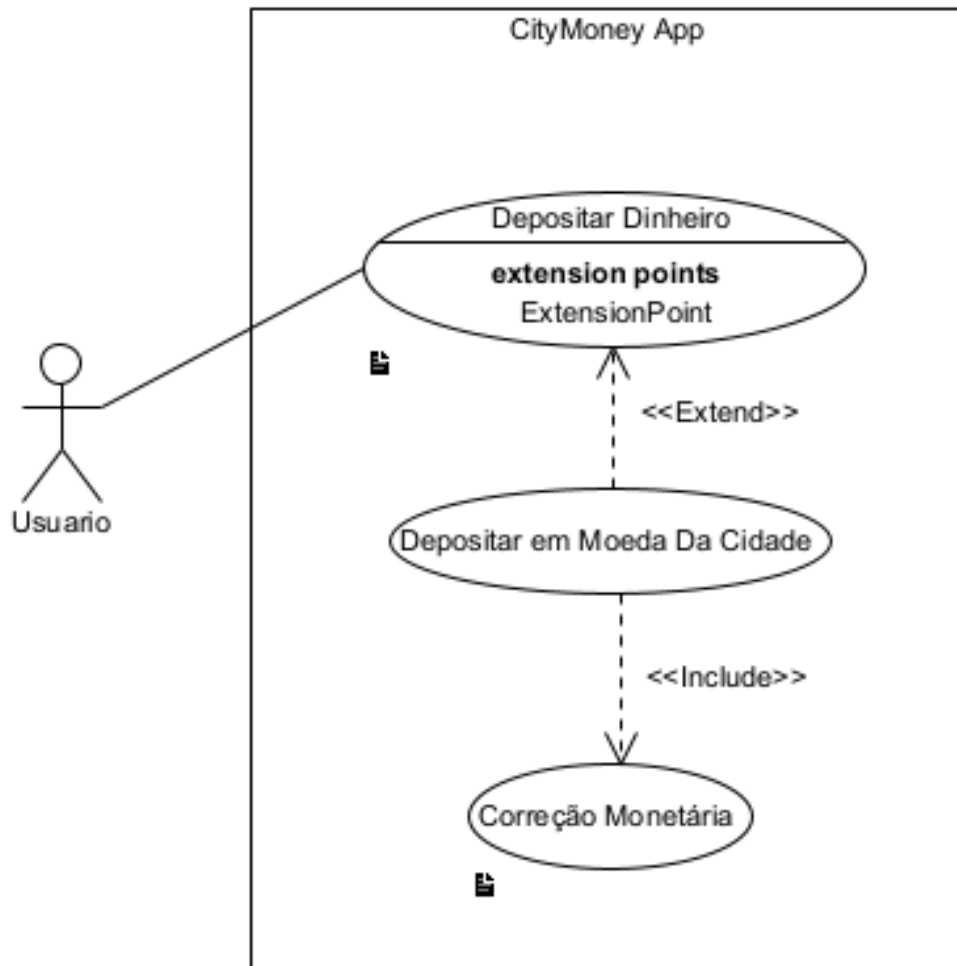 CityMoney App
Depositar Dinheiro
extension points
ExtensionPoint
<<Extend>>
Usuario
Depositar em Moeda Da Cidade
<<Include>>
Correção Monetária